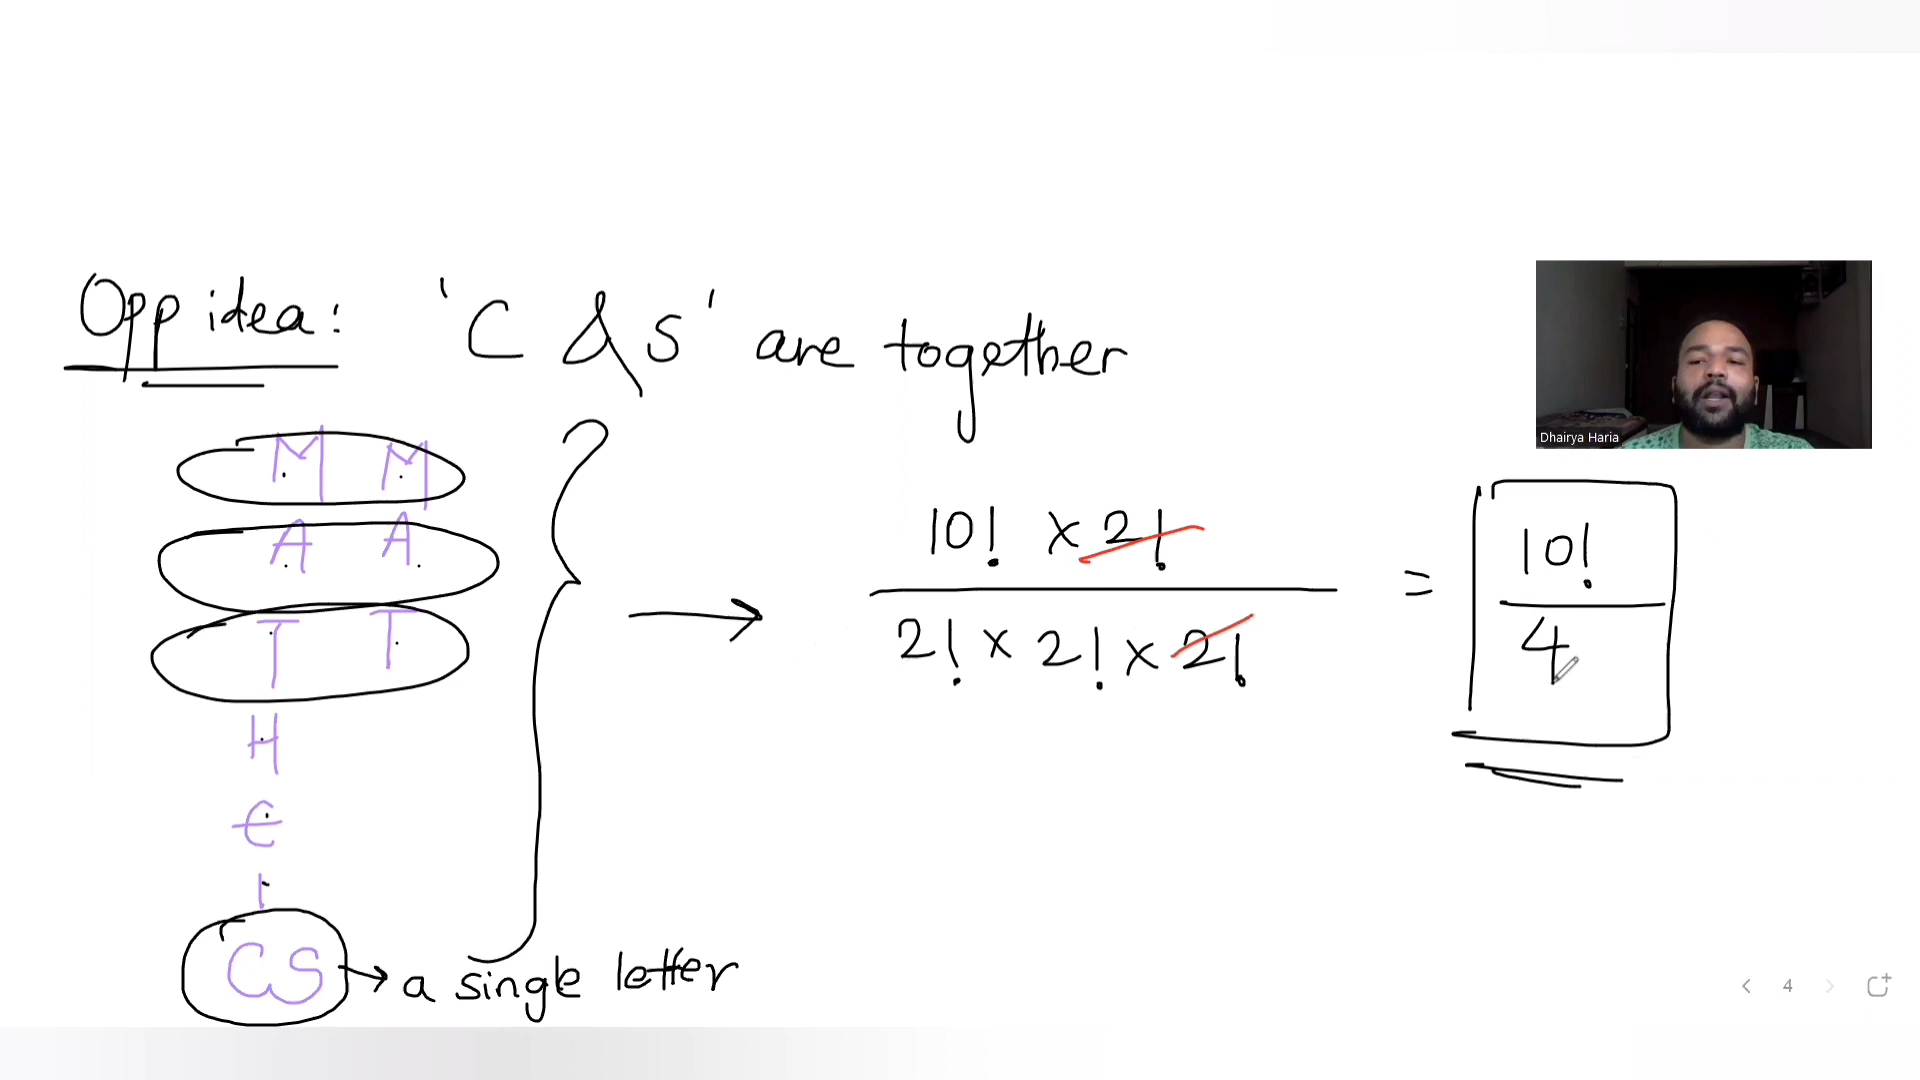 Opp idea: 'C & S' are together
M M
A A
T T
H
E
I
CS → a single letter
10! x 2!
2! x 2! x 2!
=
10!
4
Dhairya Haria
4